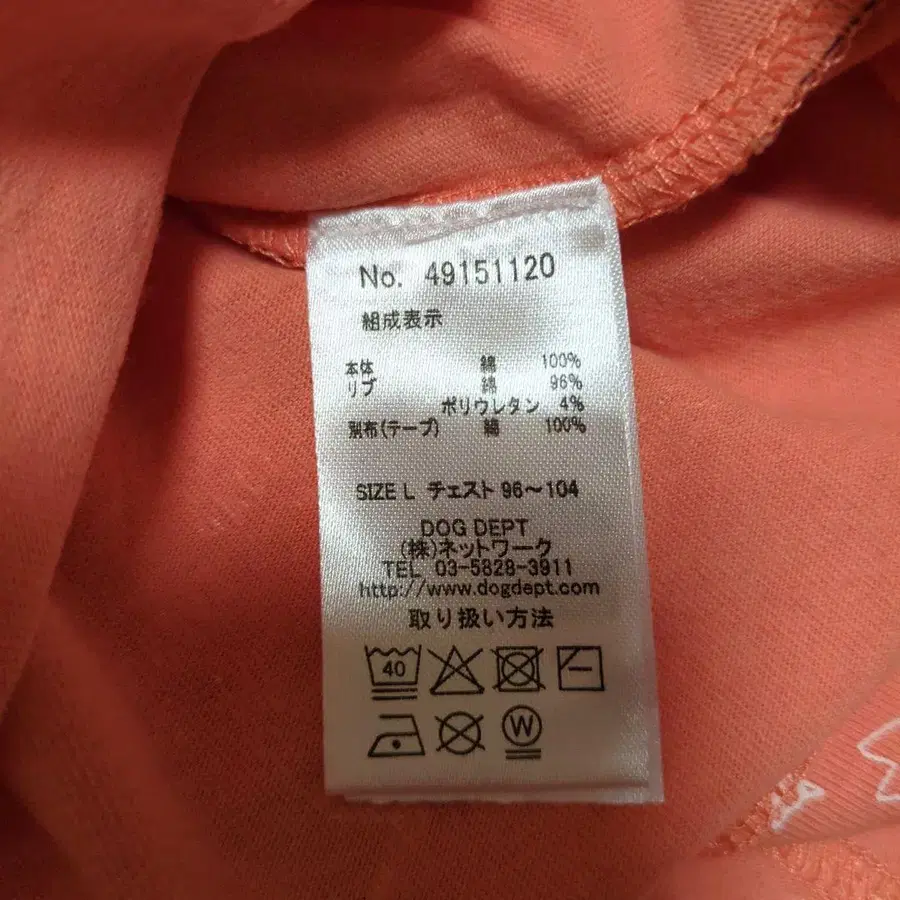 No. 49151120
組成表示
本体 綿 100%
リブ 綿 96%
ポリウレタン 4%
別布(テープ) 綿 100%
SIZE L チェスト 96~104
DOG DEPT
(株)ネットワーク
TEL 03-5828-3911
http://www.dogdept.com
取り扱い方法
40
W